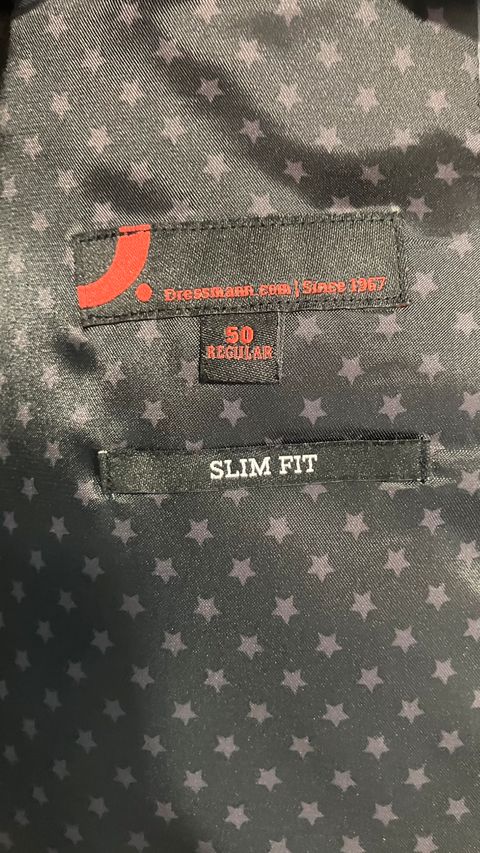 Dressmann.com | Since 1967
50
REGULAR
SLIM FIT